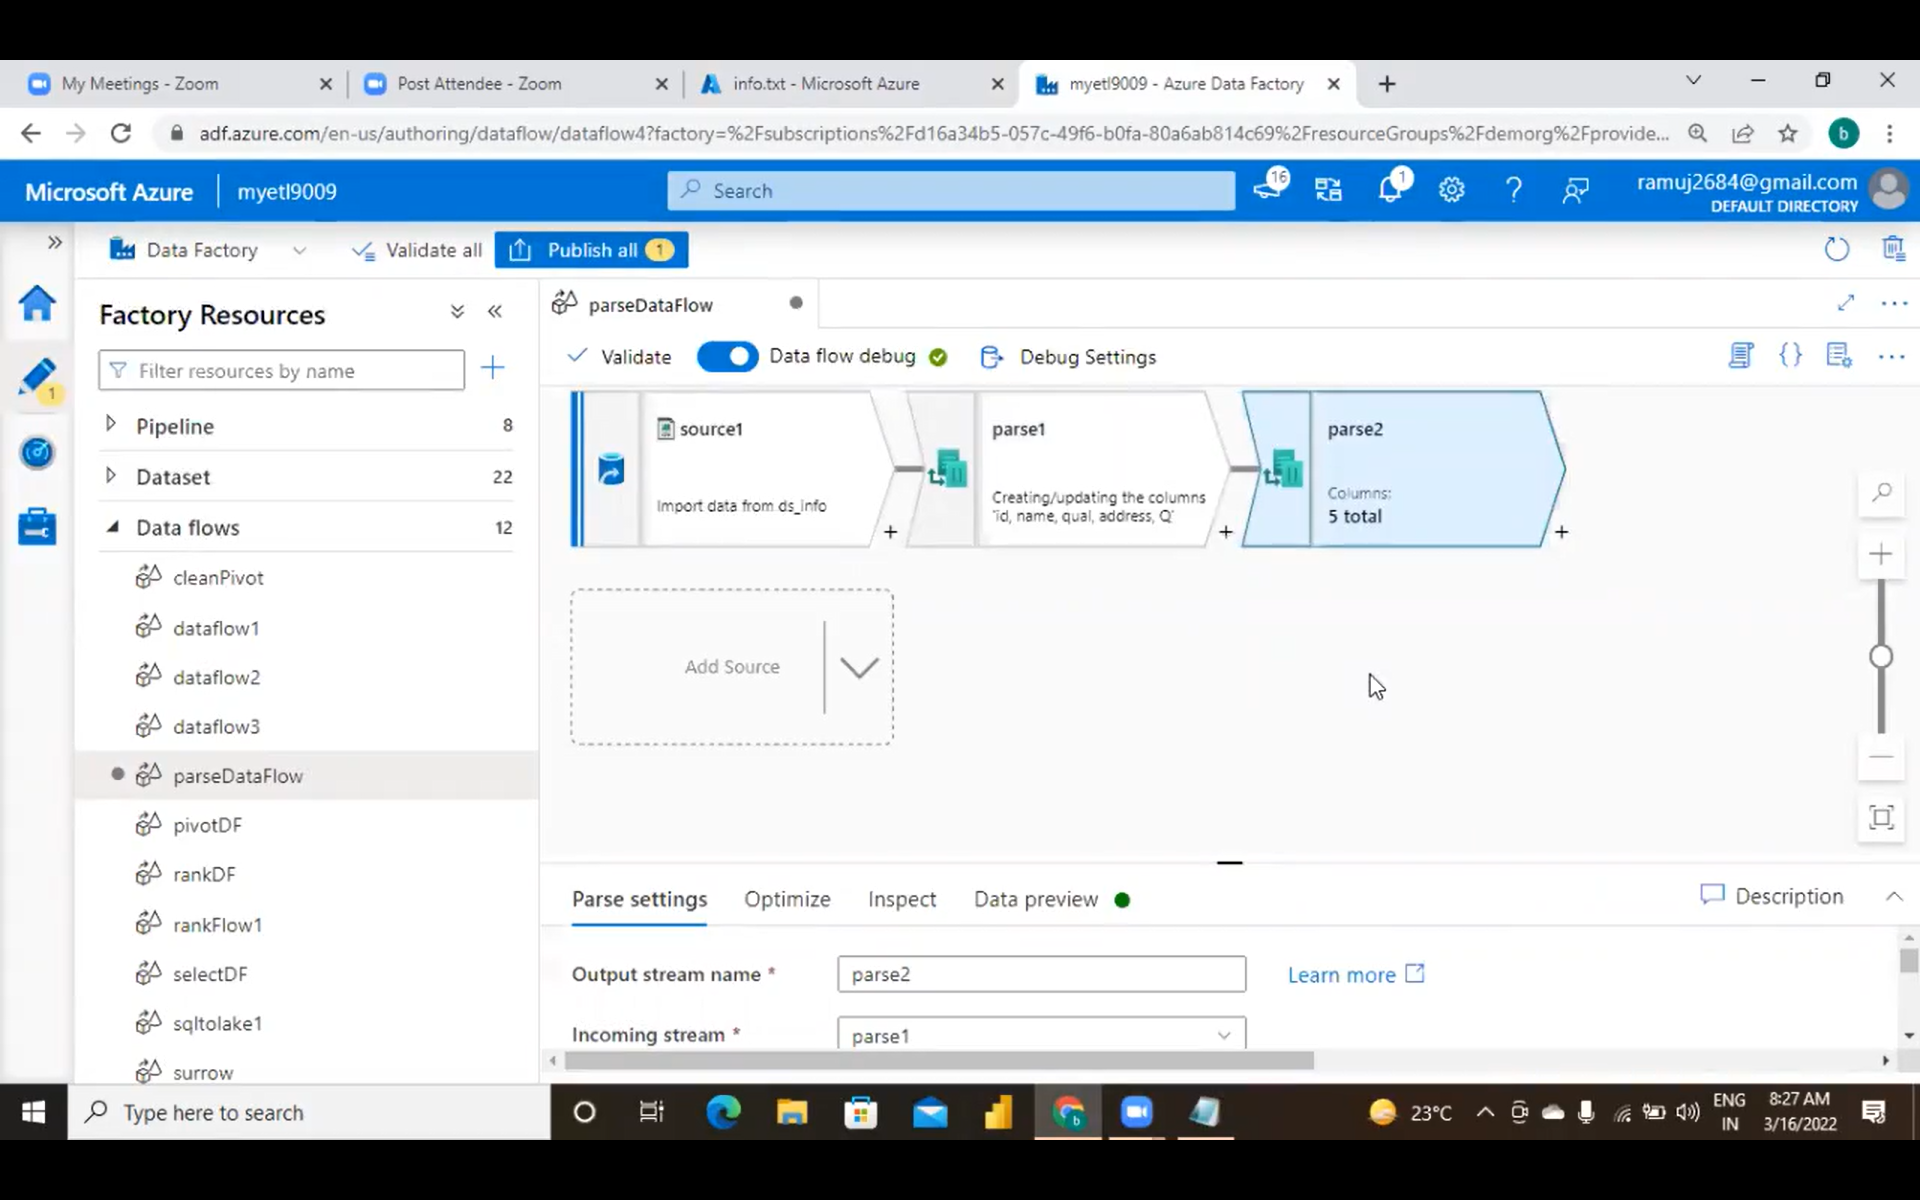 My Meetings - Zoom
Post Attendee - Zoom
info.txt - Microsoft Azure
myetl9009 - Azure Data Factory
adf.azure.com/en-us/authoring/dataflow/dataflow4?factory=%2Fsubscriptions%2Fd16a34b5-057c-49f6-b0fa-80a6ab814c69%2FresourceGroups%2Fdemorg%2Fprovide...
b
Microsoft Azure
myetl9009
Search
16
1
ramuj2684@gmail.com
DEFAULT DIRECTORY
Data Factory
Validate all
Publish all 1
Factory Resources
parseDataFlow
Validate
Data flow debug
Debug Settings
Filter resources by name
1
Pipeline 8
Dataset 22
Data flows 12
cleanPivot
dataflow1
dataflow2
dataflow3
parseDataFlow
pivotDF
rankDF
rankFlow1
selectDF
sqltolake1
surrow
source1
Import data from ds_info
parse1
Creating/updating the columns
'id, name, qual, address, Q'
parse2
Columns:
5 total
Add Source
Parse settings
Optimize
Inspect
Data preview
Description
Output stream name *
parse2
Learn more
Incoming stream *
parse1
Type here to search
b
23°C
ENG
IN
8:27 AM
3/16/2022